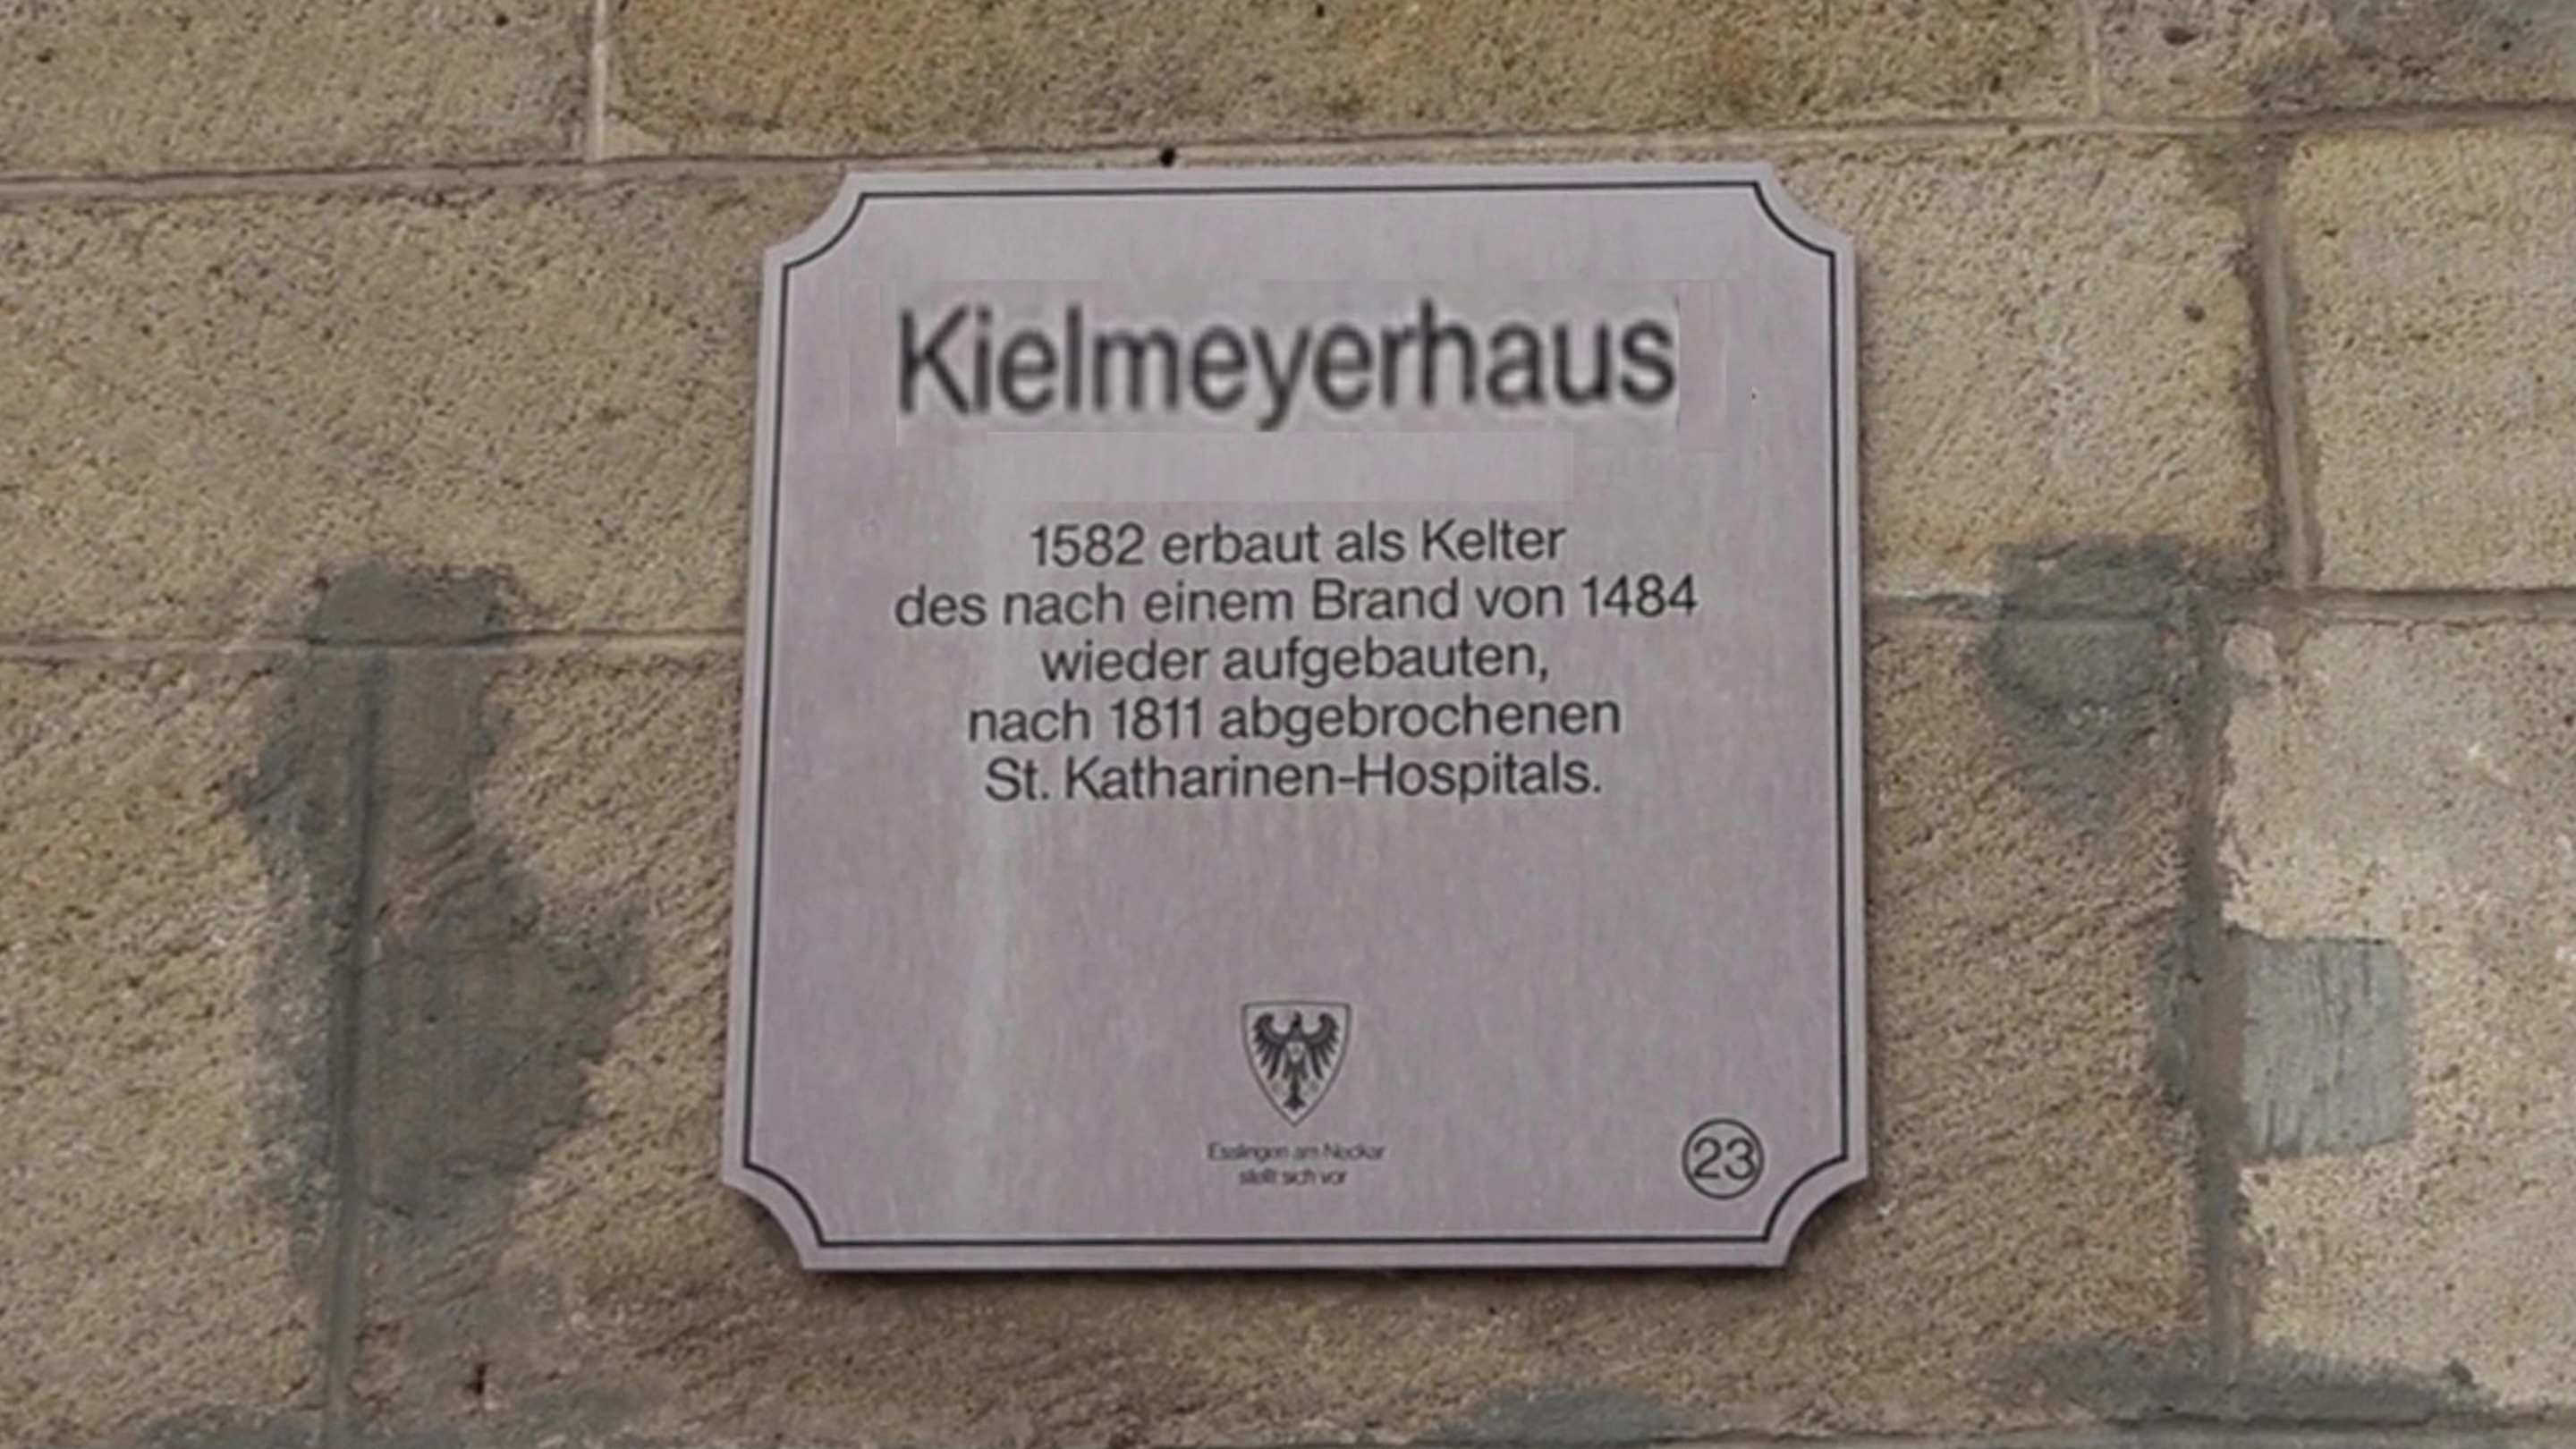 Kielmeyerhaus
1582 erbaut als Kelter
des nach einem Brand von 1484
wieder aufgebauten,
nach 1811 abgebrochenen
St. Katharinen-Hospitals.
Esslingen am Neckar
stellt sich vor
23